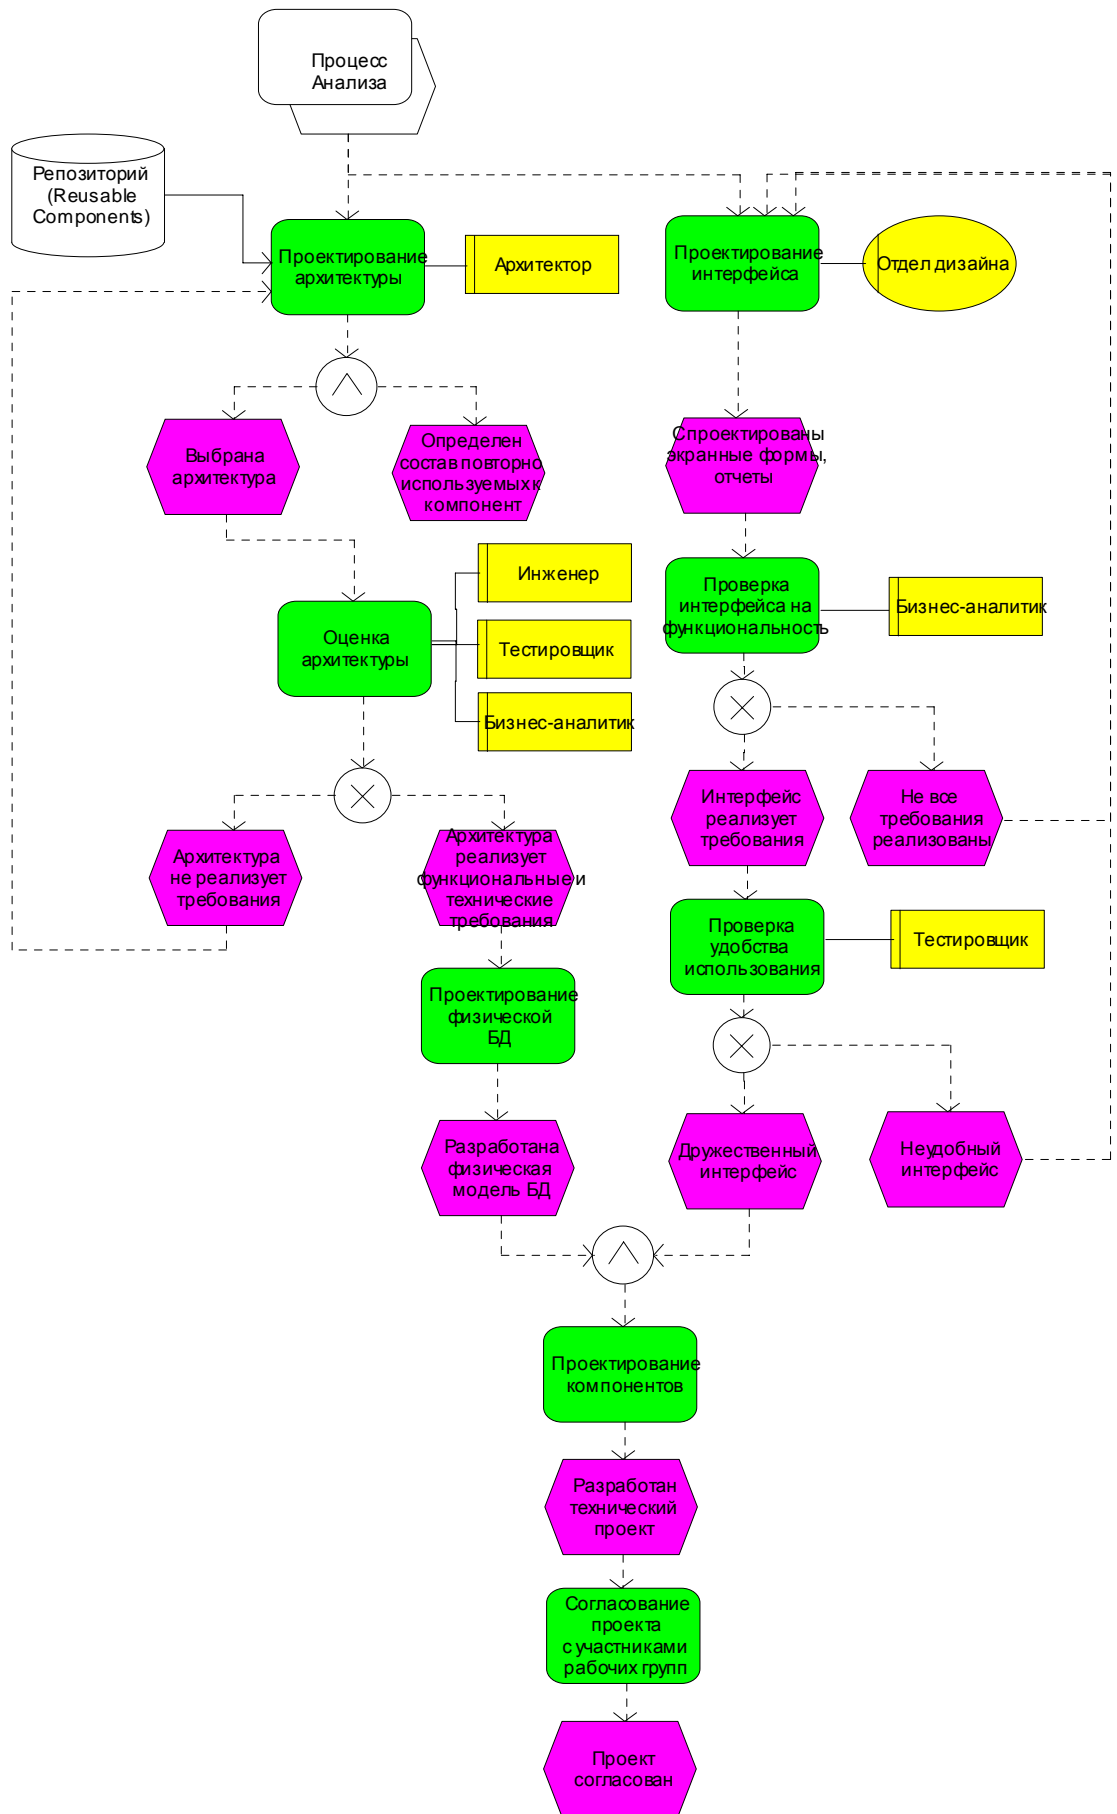 Процесс
Анализа
Репозиторий
(Reusable
Components)
Проектирование
архитектуры
Архитектор
Проектирование
интерфейса
Отдел дизайна
Выбрана
архитектура
Определен
состав повторно
используемых к
компонент
Спроектированы
экранные формы,
отчеты
Инженер
Оценка
архитектуры
Тестировщик
Бизнес-аналитик
Проверка
интерфейса на
функциональность
Бизнес-аналитик
Интерфейс
реализует
требования
Не все
требования
реализованы
Архитектура
не реализует
требования
Архитектура
реализует
функциональные и
технические
требования
Проверка
удобства
использования
Тестировщик
Проектирование
физической
БД
Разработана
физическая
модель БД
Дружественный
интерфейс
Неудобный
интерфейс
Проектирование
компонентов
Разработан
технический
проект
Согласование
проекта
с участниками
рабочих групп
Проект
согласован